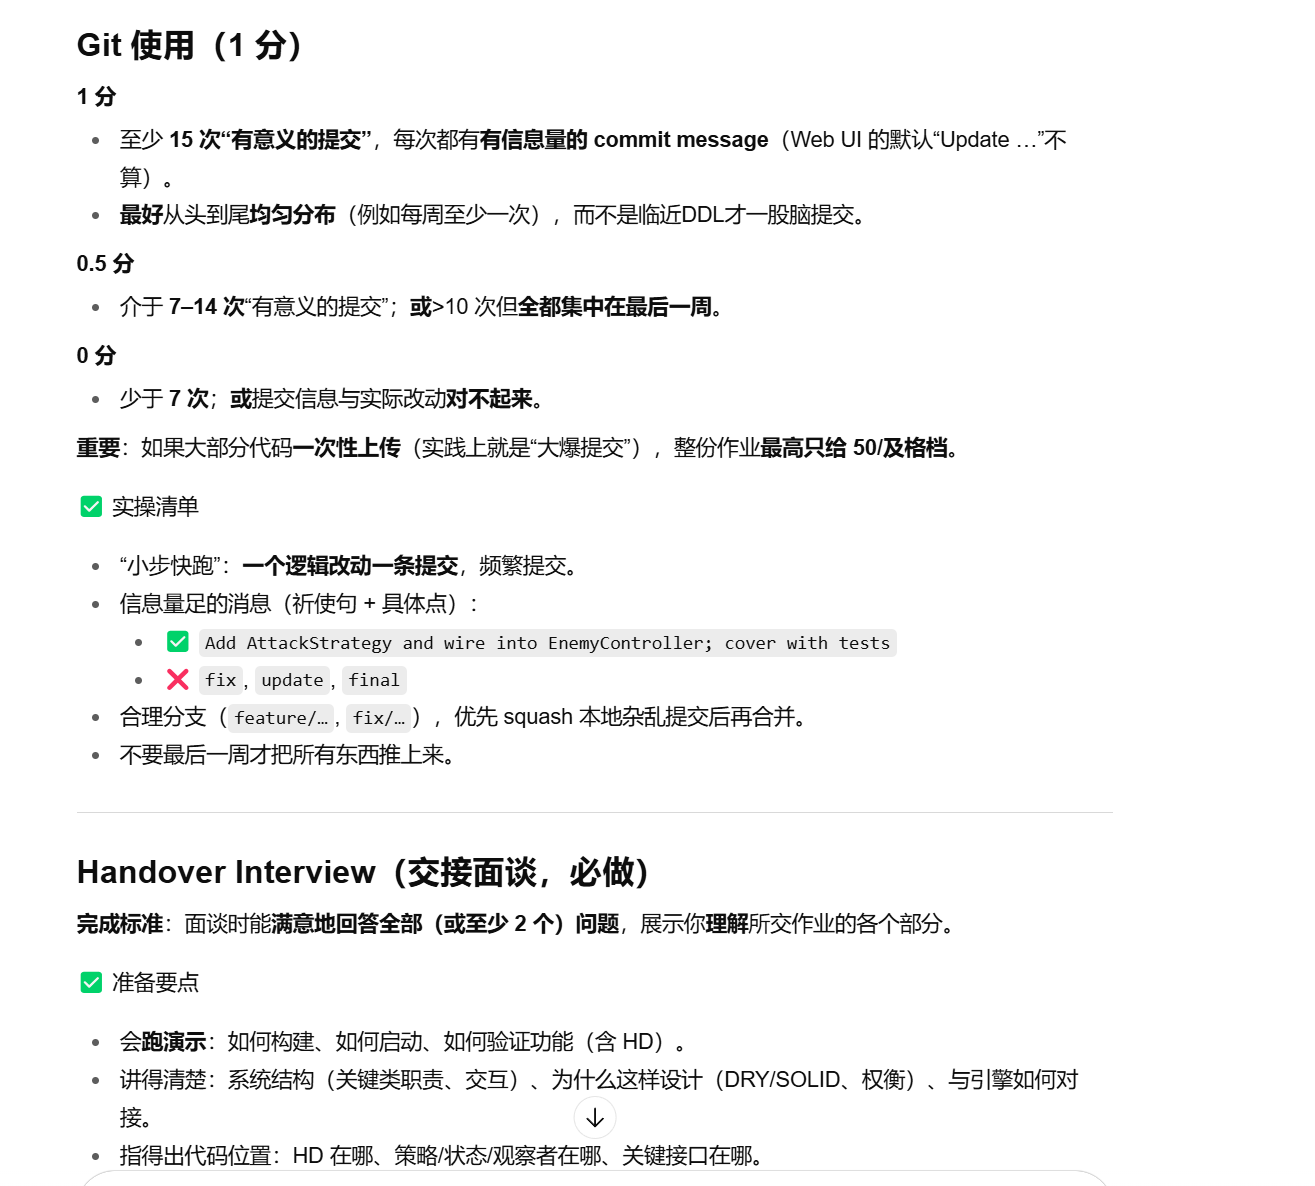 Git 使用（1 分）
1 分
至少 15 次“有意义的提交”，每次都有有信息量的 commit message（Web UI 的默认“Update …”不
算）。
最好从头到尾均匀分布（例如每周至少一次），而不是临近DDL才一股脑提交。
0.5 分
介于 7–14 次“有意义的提交”；或>10 次但全都集中在最后一周。
0 分
少于 7 次；或提交信息与实际改动对不起来。
重要：如果大部分代码一次性上传（实践上就是“大爆提交”），整份作业最高只给 50/及格档。
✅ 实操清单
“小步快跑”：一个逻辑改动一条提交，频繁提交。
信息量足的消息（祈使句 + 具体点）：
✅ Add AttackStrategy and wire into EnemyController; cover with tests
❌ fix, update, final
合理分支（feature/…, fix/…），优先 squash 本地杂乱提交后再合并。
不要最后一周才把所有东西推上来。
Handover Interview（交接面谈，必做）
完成标准：面谈时能满意地回答全部（或至少 2 个）问题，展示你理解所交作业的各个部分。
✅ 准备要点
会跑演示：如何构建、如何启动、如何验证功能（含 HD）。
讲得清楚：系统结构（关键类职责、交互）、为什么这样设计（DRY/SOLID、权衡）、与引擎如何对
接。
指得出代码位置：HD 在哪、策略/状态/观察者在哪、关键接口在哪。